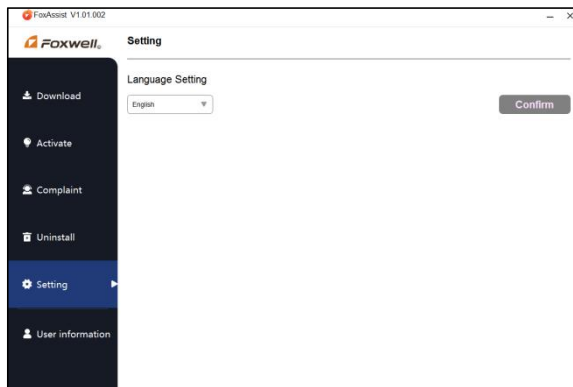 FoxAssist V1.01.002
Foxwell®
Setting
Language Setting
English
Confirm
Download
Activate
Complaint
Uninstall
Setting
User information